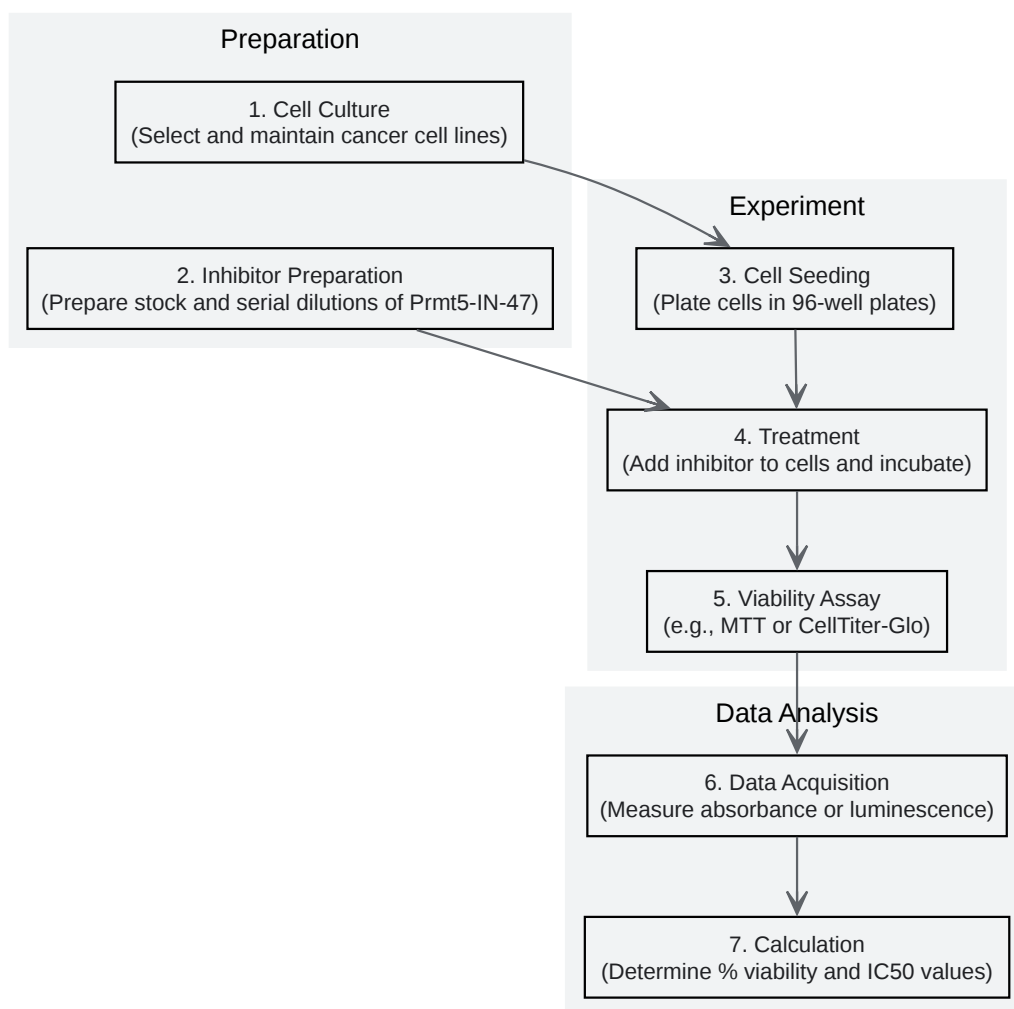 Preparation
1. Cell Culture
(Select and maintain cancer cell lines)
2. Inhibitor Preparation
(Prepare stock and serial dilutions of Prmt5-IN-47)
Experiment
3. Cell Seeding
(Plate cells in 96-well plates)
4. Treatment
(Add inhibitor to cells and incubate)
5. Viability Assay
(e.g., MTT or CellTiter-Glo)
Data Analysis
6. Data Acquisition
(Measure absorbance or luminescence)
7. Calculation
(Determine % viability and IC50 values)